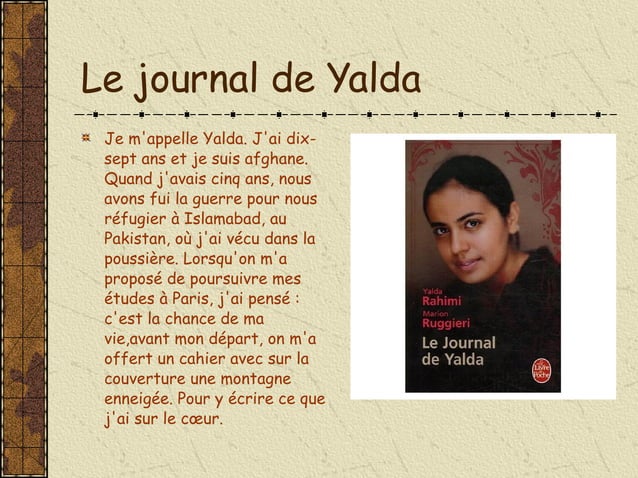 Le journal de Yalda
Je m'appelle Yalda. J'ai dix-
sept ans et je suis afghane.
Quand j'avais cinq ans, nous
avons fui la guerre pour nous
réfugier à Islamabad, au
Pakistan, où j'ai vécu dans la
poussière. Lorsqu'on m'a
proposé de poursuivre mes
études à Paris, j'ai pensé :
c'est la chance de ma
vie,avant mon départ, on m'a
offert un cahier avec sur la
couverture une montagne
enneigée. Pour y écrire ce que
j'ai sur le cœur.
Yalda
Rahimi
Marion
Ruggieri
Le Journal
de Yalda
Le
Livre
de
Poche